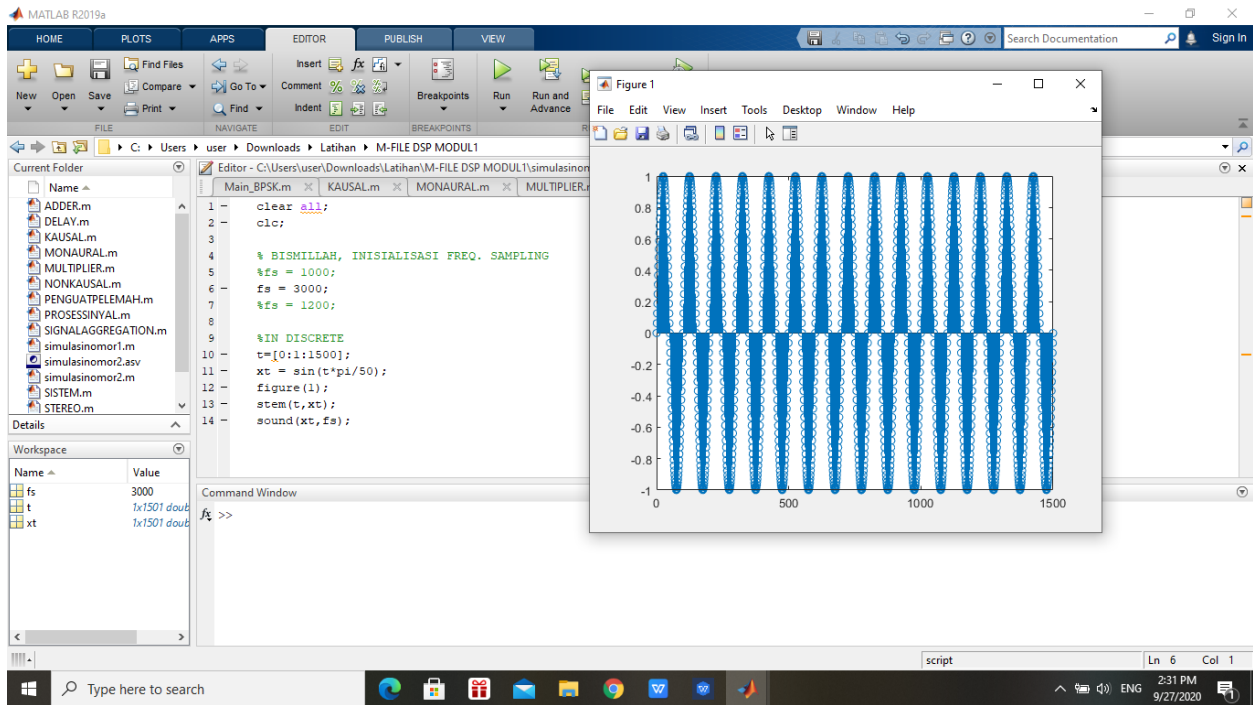 MATLAB R2019a
HOME PLOTS APPS EDITOR PUBLISH VIEW Search Documentation Sign In
New Open Save Find Files Compare Print
FILE
Go To Find
NAVIGATE
Insert fx Comment Indent
EDIT
Breakpoints
BREAKPOINTS
Run Run and Advance
C: Users user Downloads Latihan M-FILE DSP MODUL1
Current Folder
Name
ADDER.m
DELAY.m
KAUSAL.m
MONAURAL.m
MULTIPLIER.m
NONKAUSAL.m
PENGUATPELEMAH.m
PROSESSINYAL.m
SIGNALAGGREGATION.m
simulasinomor1.m
simulasinomor2.asv
simulasinomor2.m
SISTEM.m
STEREO.m
Details
Workspace
Name Value
fs 3000
t 1x1501 doub
xt 1x1501 doub
Editor - C:\Users\user\Downloads\Latihan\M-FILE DSP MODUL1\simulasinon
Main_BPSK.m KAUSAL.m MONAURAL.m MULTIPLIER.
1 - clear all;
2 - clc;
3
4 % BISMILLAH, INISIALISASI FREQ. SAMPLING
5 %fs = 1000;
6 - fs = 3000;
7 %fs = 1200;
8
9 %IN DISCRETE
10 - t=[0:1:1500];
11 - xt = sin(t*pi/50);
12 - figure(1);
13 - stem(t,xt);
14 - sound(xt,fs);
Command Window
fx >>
Figure 1
File Edit View Insert Tools Desktop Window Help
1
0.8
0.6
0.4
0.2
0
-0.2
-0.4
-0.6
-0.8
-1
0 500 1000 1500
script Ln 6 Col 1
Type here to search
ENG
2:31 PM
9/27/2020
1